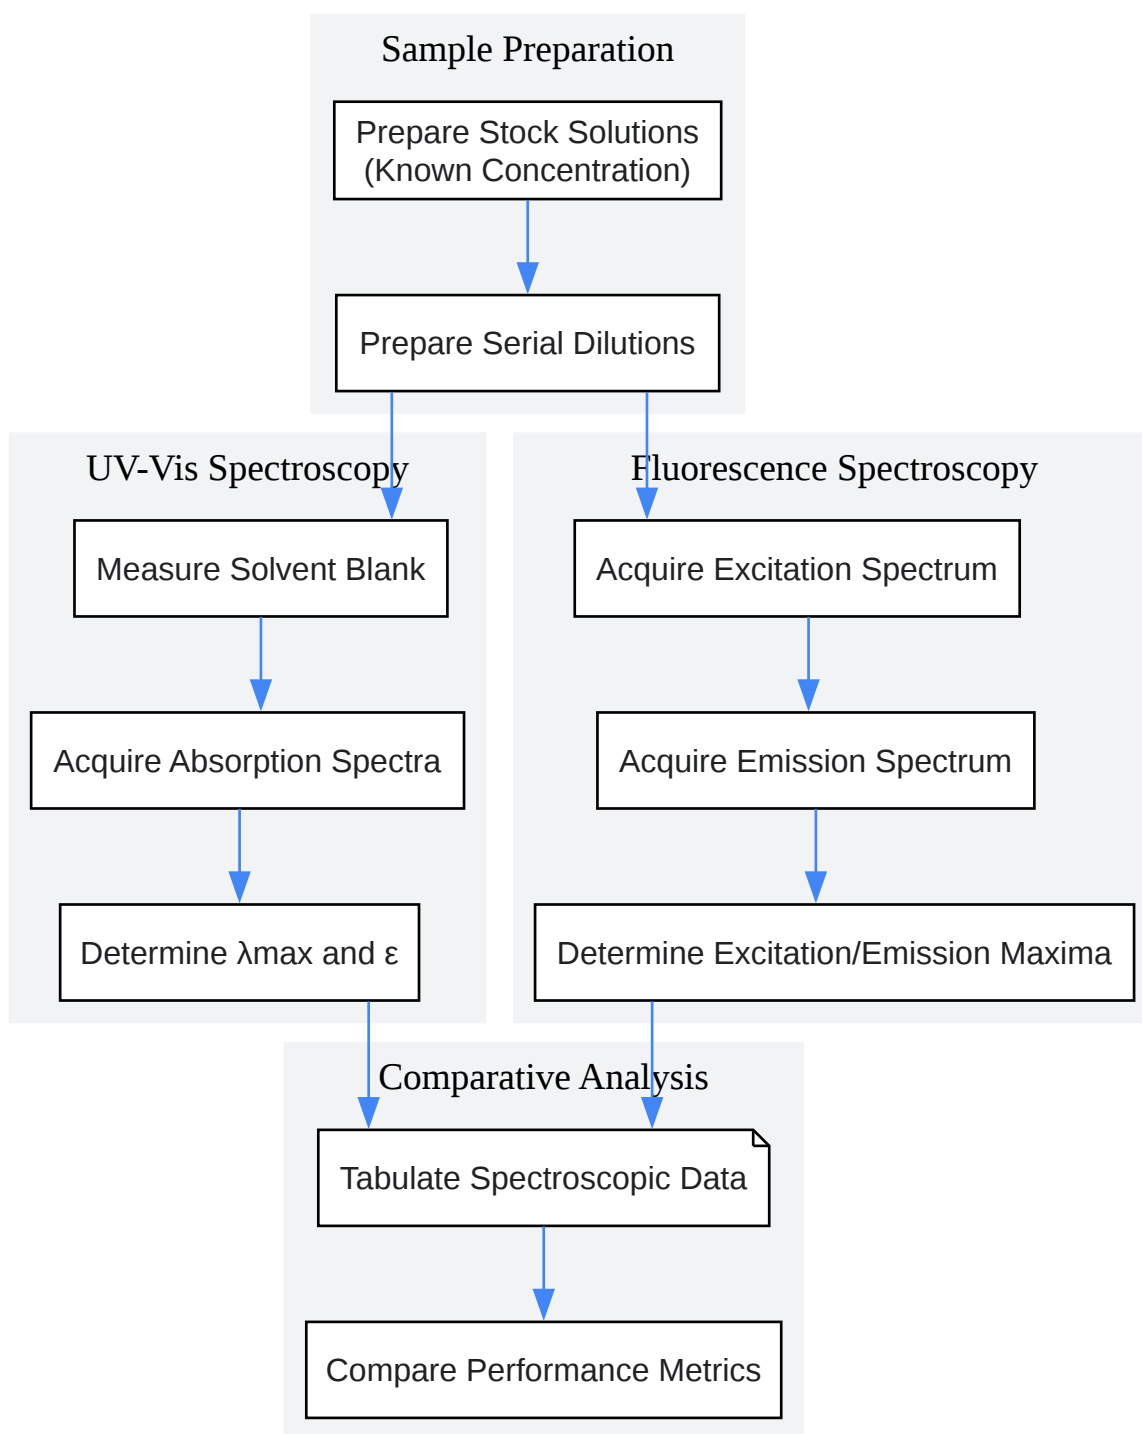 Sample Preparation
Prepare Stock Solutions
(Known Concentration)
Prepare Serial Dilutions
UV-Vis Spectroscopy
Measure Solvent Blank
Acquire Absorption Spectra
Determine λmax and ε
Fluorescence Spectroscopy
Acquire Excitation Spectrum
Acquire Emission Spectrum
Determine Excitation/Emission Maxima
Comparative Analysis
Tabulate Spectroscopic Data
Compare Performance Metrics